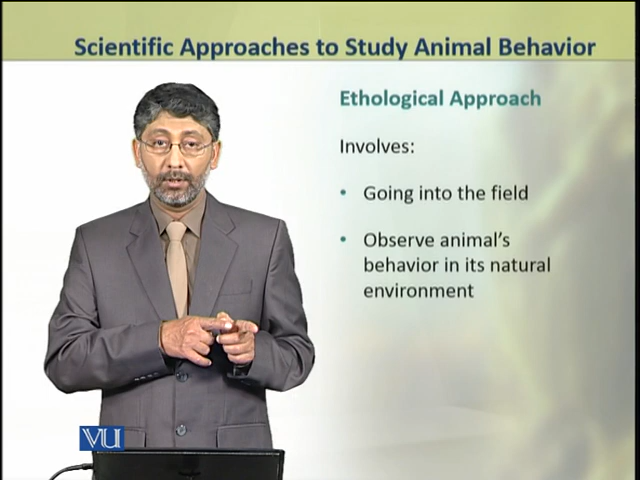 Scientific Approaches to Study Animal Behavior
Ethological Approach
Involves:
• Going into the field
• Observe animal's
behavior in its natural
environment
VU